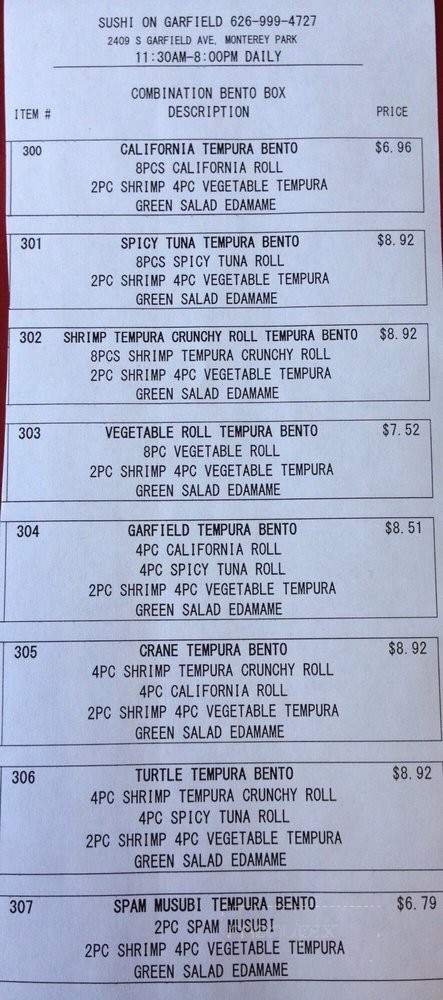 SUSHI ON GARFIELD 626-999-4727
2409 S GARFIELD AVE, MONTEREY PARK
11:30AM-8:00PM DAILY
COMBINATION BENTO BOX
ITEM # DESCRIPTION PRICE
300 CALIFORNIA TEMPURA BENTO $6.96
8PCS CALIFORNIA ROLL
2PC SHRIMP 4PC VEGETABLE TEMPURA
GREEN SALAD EDAMAME
301 SPICY TUNA TEMPURA BENTO $8.92
8PCS SPICY TUNA ROLL
2PC SHRIMP 4PC VEGETABLE TEMPURA
GREEN SALAD EDAMAME
302 SHRIMP TEMPURA CRUNCHY ROLL TEMPURA BENTO $8.92
8PCS SHRIMP TEMPURA CRUNCHY ROLL
2PC SHRIMP 4PC VEGETABLE TEMPURA
GREEN SALAD EDAMAME
303 VEGETABLE ROLL TEMPURA BENTO $7.52
8PC VEGETABLE ROLL
2PC SHRIMP 4PC VEGETABLE TEMPURA
GREEN SALAD EDAMAME
304 GARFIELD TEMPURA BENTO $8.51
4PC CALIFORNIA ROLL
4PC SPICY TUNA ROLL
2PC SHRIMP 4PC VEGETABLE TEMPURA
GREEN SALAD EDAMAME
305 CRANE TEMPURA BENTO $8.92
4PC SHRIMP TEMPURA CRUNCHY ROLL
4PC CALIFORNIA ROLL
2PC SHRIMP 4PC VEGETABLE TEMPURA
GREEN SALAD EDAMAME
306 TURTLE TEMPURA BENTO $8.92
4PC SHRIMP TEMPURA CRUNCHY ROLL
4PC SPICY TUNA ROLL
2PC SHRIMP 4PC VEGETABLE TEMPURA
GREEN SALAD EDAMAME
307 SPAM MUSUBI TEMPURA BENTO $6.79
2PC SPAM MUSUBI
2PC SHRIMP 4PC VEGETABLE TEMPURA
GREEN SALAD EDAMAME